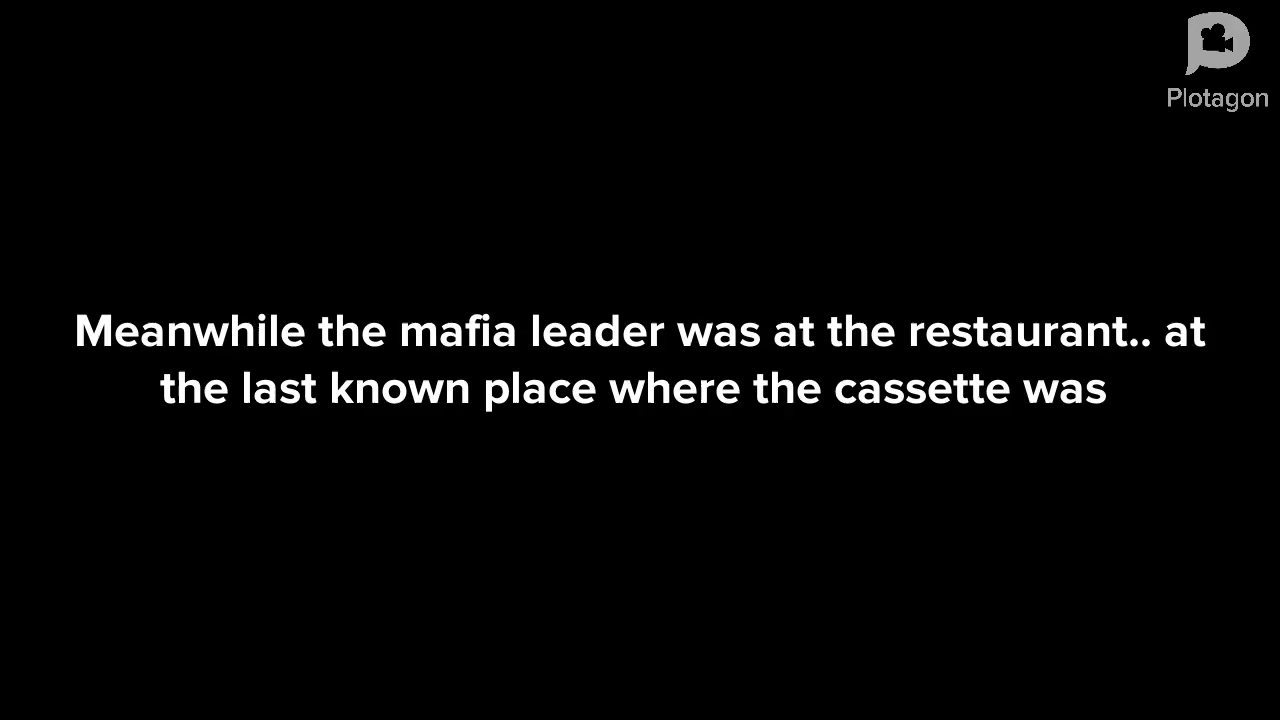 Plotagon
Meanwhile the mafia leader was at the restaurant.. at
the last known place where the cassette was